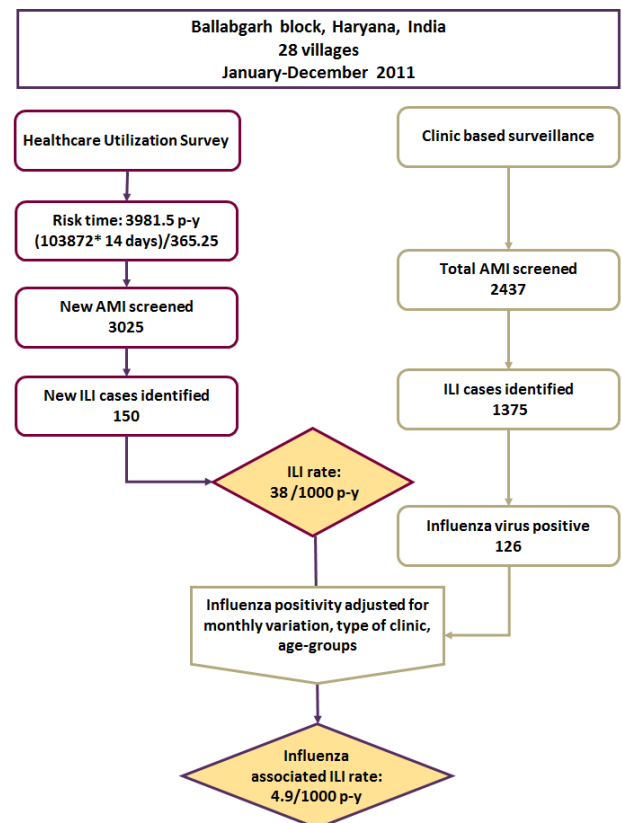 Ballabgarh block, Haryana, India
28 villages
January-December 2011
Healthcare Utilization Survey
Clinic based surveillance
Risk time: 3981.5 p-y
(103872* 14 days)/365.25
Total AMI screened
2437
New AMI screened
3025
New ILI cases identified
150
ILI cases identified
1375
ILI rate:
38 /1000 p-y
Influenza virus positive
126
Influenza positivity adjusted for
monthly variation, type of clinic,
age-groups
Influenza
associated ILI rate:
4.9/1000 p-y